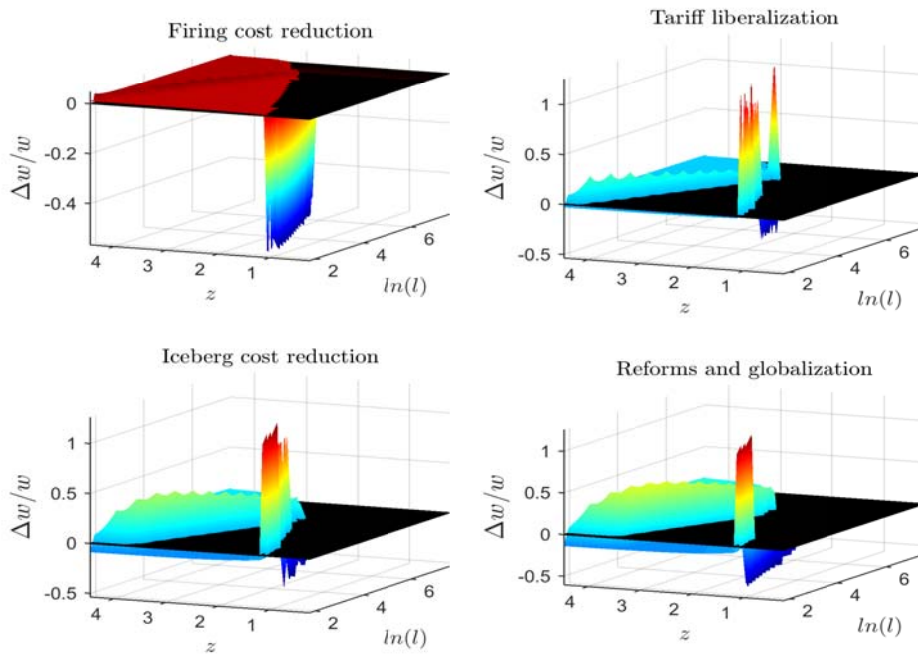 Firing cost reduction
0
-0.2
-0.4
Δw/w
4
3
2
1
z
2
4
6
ln(l)
Tariff liberalization
1
0.5
0
-0.5
Δw/w
4
3
2
1
z
2
4
6
ln(l)
Iceberg cost reduction
1
0.5
0
-0.5
Δw/w
4
3
2
1
z
2
4
6
ln(l)
Reforms and globalization
1
0.5
0
-0.5
Δw/w
4
3
2
1
z
2
4
6
ln(l)